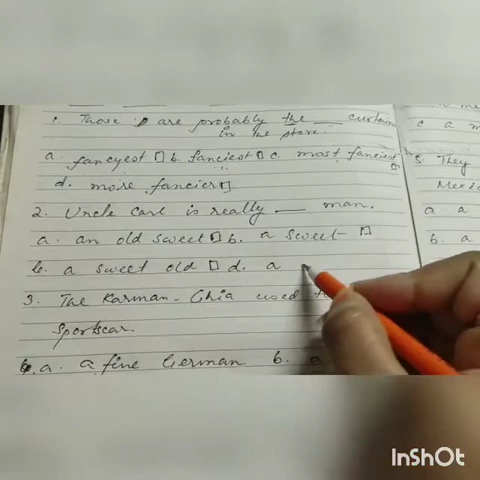 1. Those are probably the ___ curtain
in the store.
a. fancyest b. fanciest c. most fanciest
d. more fancier
2. Uncle Carl is really ___ man.
a. an old sweet b. a sweet
c. a sweet old d. a
3. The Karman-Ghia used
Sportscar.
a. a fine German b. a
c a m
5. They
Mexi
a. a
b. a
InShOt